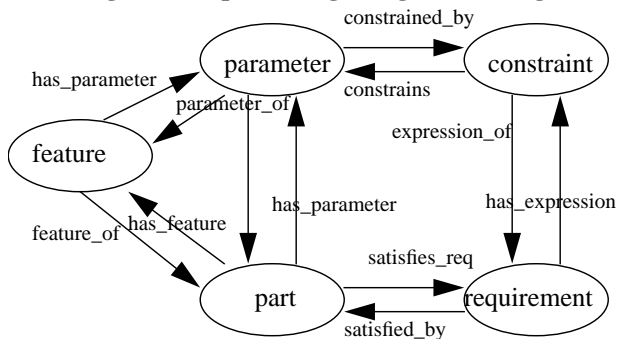 constrained_by
parameter
constraint
has_parameter
constrains
parameter_of
expression_of
feature
has_parameter
has_expression
has_feature
feature_of
satisfies_req
part
requirement
satisfied_by